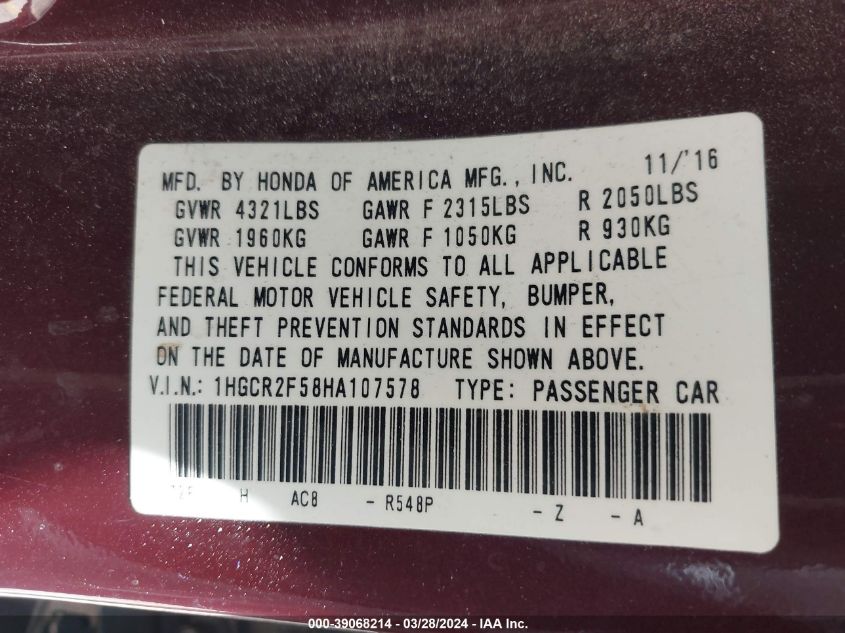 MFD. BY HONDA OF AMERICA MFG., INC. 11/'16
GVWR 4321LBS GAWR F 2315LBS R 2050LBS
GVWR 1960KG GAWR F 1050KG R 930KG
THIS VEHICLE CONFORMS TO ALL APPLICABLE
FEDERAL MOTOR VEHICLE SAFETY, BUMPER,
AND THEFT PREVENTION STANDARDS IN EFFECT
ON THE DATE OF MANUFACTURE SHOWN ABOVE.
V.I.N.: 1HGCR2F58HA107578 TYPE: PASSENGER CAR
H AC8 - R548P - Z - A
000-39068214 - 03/28/2024 - IAA Inc.